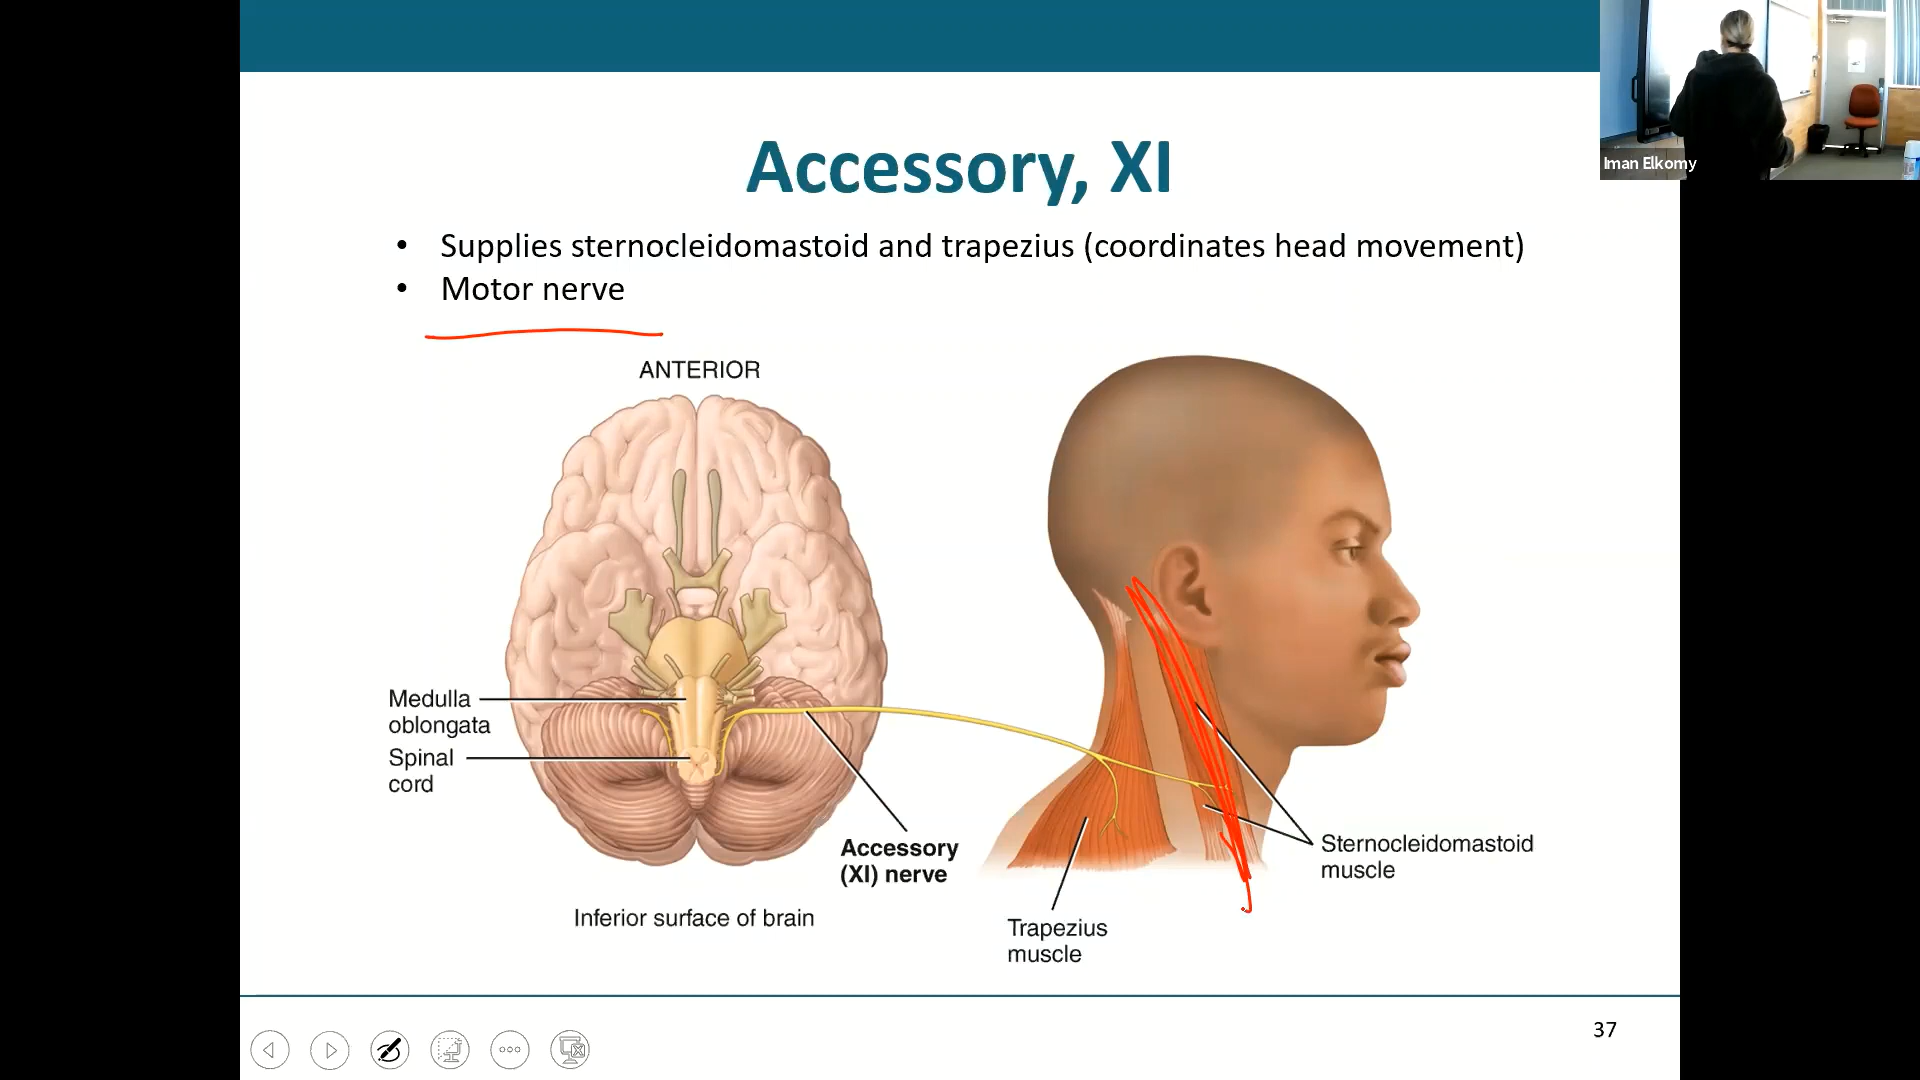 Iman Elkomy
Accessory, XI
• Supplies sternocleidomastoid and trapezius (coordinates head movement)
• Motor nerve
ANTERIOR
Medulla
oblongata
Spinal
cord
Accessory
(XI) nerve
Inferior surface of brain
Sternocleidomastoid
muscle
Trapezius
muscle
37